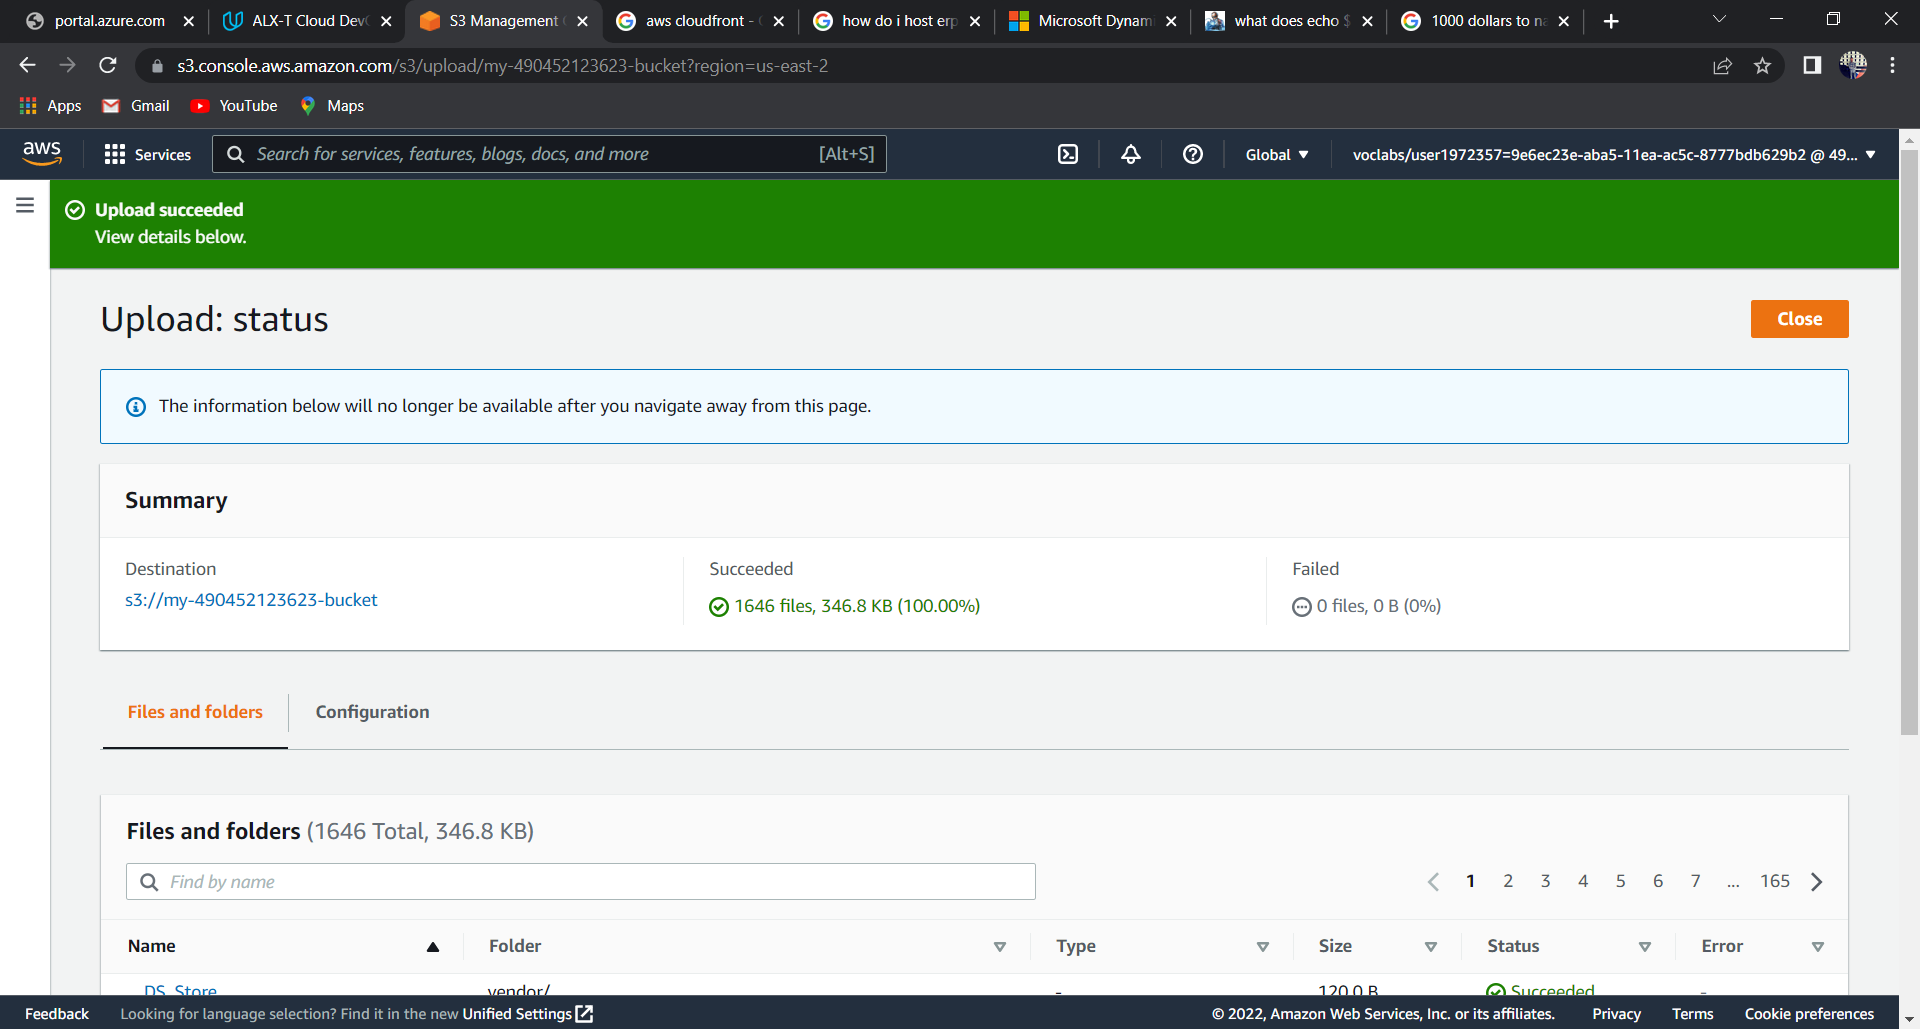 portal.azure.com
ALX-T Cloud Dev
S3 Management
aws cloudfront -
how do i host erp
Microsoft Dynam
what does echo $
1000 dollars to na
s3.console.aws.amazon.com/s3/upload/my-490452123623-bucket?region=us-east-2
Apps
Gmail
YouTube
Maps
aws
Services
Search for services, features, blogs, docs, and more
[Alt+S]
Global
voclabs/user1972357=9e6ec23e-aba5-11ea-ac5c-8777bdb629b2 @ 49...
Upload succeeded
View details below.
Upload: status
Close
The information below will no longer be available after you navigate away from this page.
Summary
Destination
s3://my-490452123623-bucket
Succeeded
1646 files, 346.8 KB (100.00%)
Failed
0 files, 0 B (0%)
Files and folders
Configuration
Files and folders (1646 Total, 346.8 KB)
Find by name
1 2 3 4 5 6 7 ... 165
Name Folder Type Size Status Error
DS_Store vendor/ - 120.0 B Succeeded -
Feedback
Looking for language selection? Find it in the new Unified Settings
© 2022, Amazon Web Services, Inc. or its affiliates.
Privacy
Terms
Cookie preferences